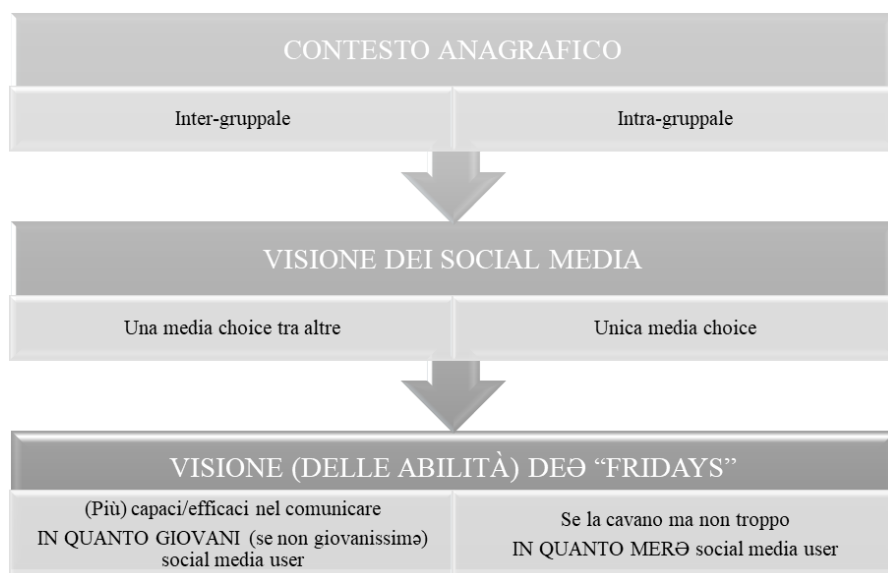 CONTESTO ANAGRAFICO
Inter-gruppale
Intra-gruppale
VISIONE DEI SOCIAL MEDIA
Una media choice tra altre
Unica media choice
VISIONE (DELLE ABILITÀ) DEƏ “FRIDAYS”
(Più) capaci/efficaci nel comunicare
IN QUANTO GIOVANI (se non giovanissimə)
social media user
Se la cavano ma non troppo
IN QUANTO MERƏ social media user